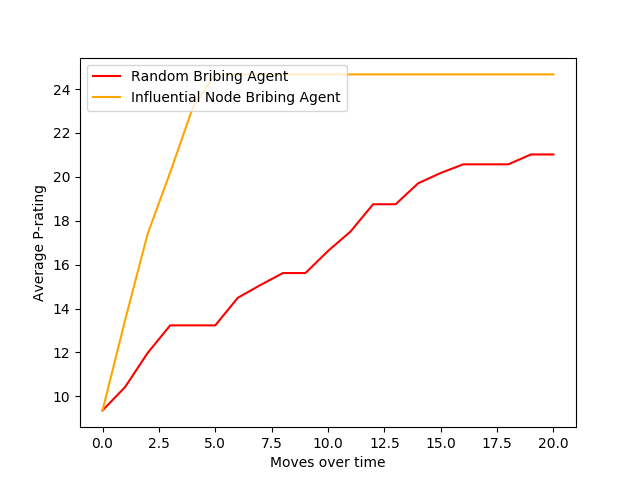 Random Bribing Agent
Influential Node Bribing Agent
24
22
20
18
16
14
12
10
Average P-rating
0.0 2.5 5.0 7.5 10.0 12.5 15.0 17.5 20.0
Moves over time